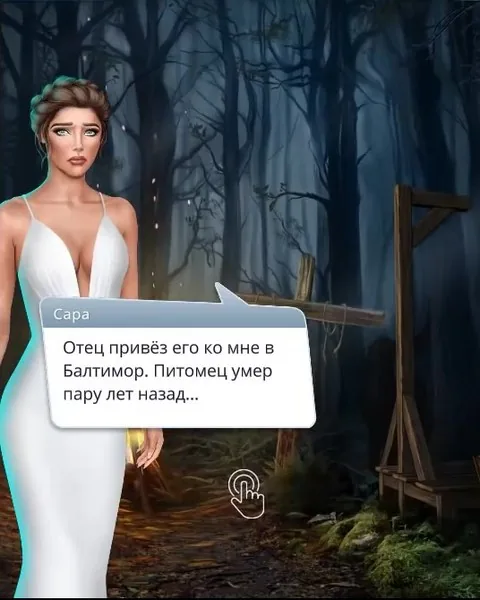 Сара
Отец привёз его ко мне в
Балтимор. Питомец умер
пару лет назад...